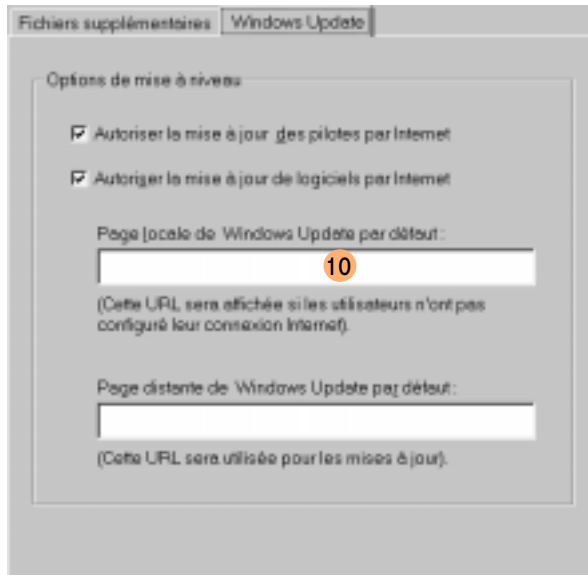 Fichiers supplémentaires
Windows Update
Options de mise à niveau
Autoriser la mise à jour des pilotes par Internet
Autoriser la mise à jour de logiciels par Internet
Page locale de Windows Update par défaut :
10
(Cette URL sera affichée si les utilisateurs n'ont pas
configuré leur connexion Internet).
Page distante de Windows Update par défaut :
(Cette URL sera utilisée pour les mises à jour).